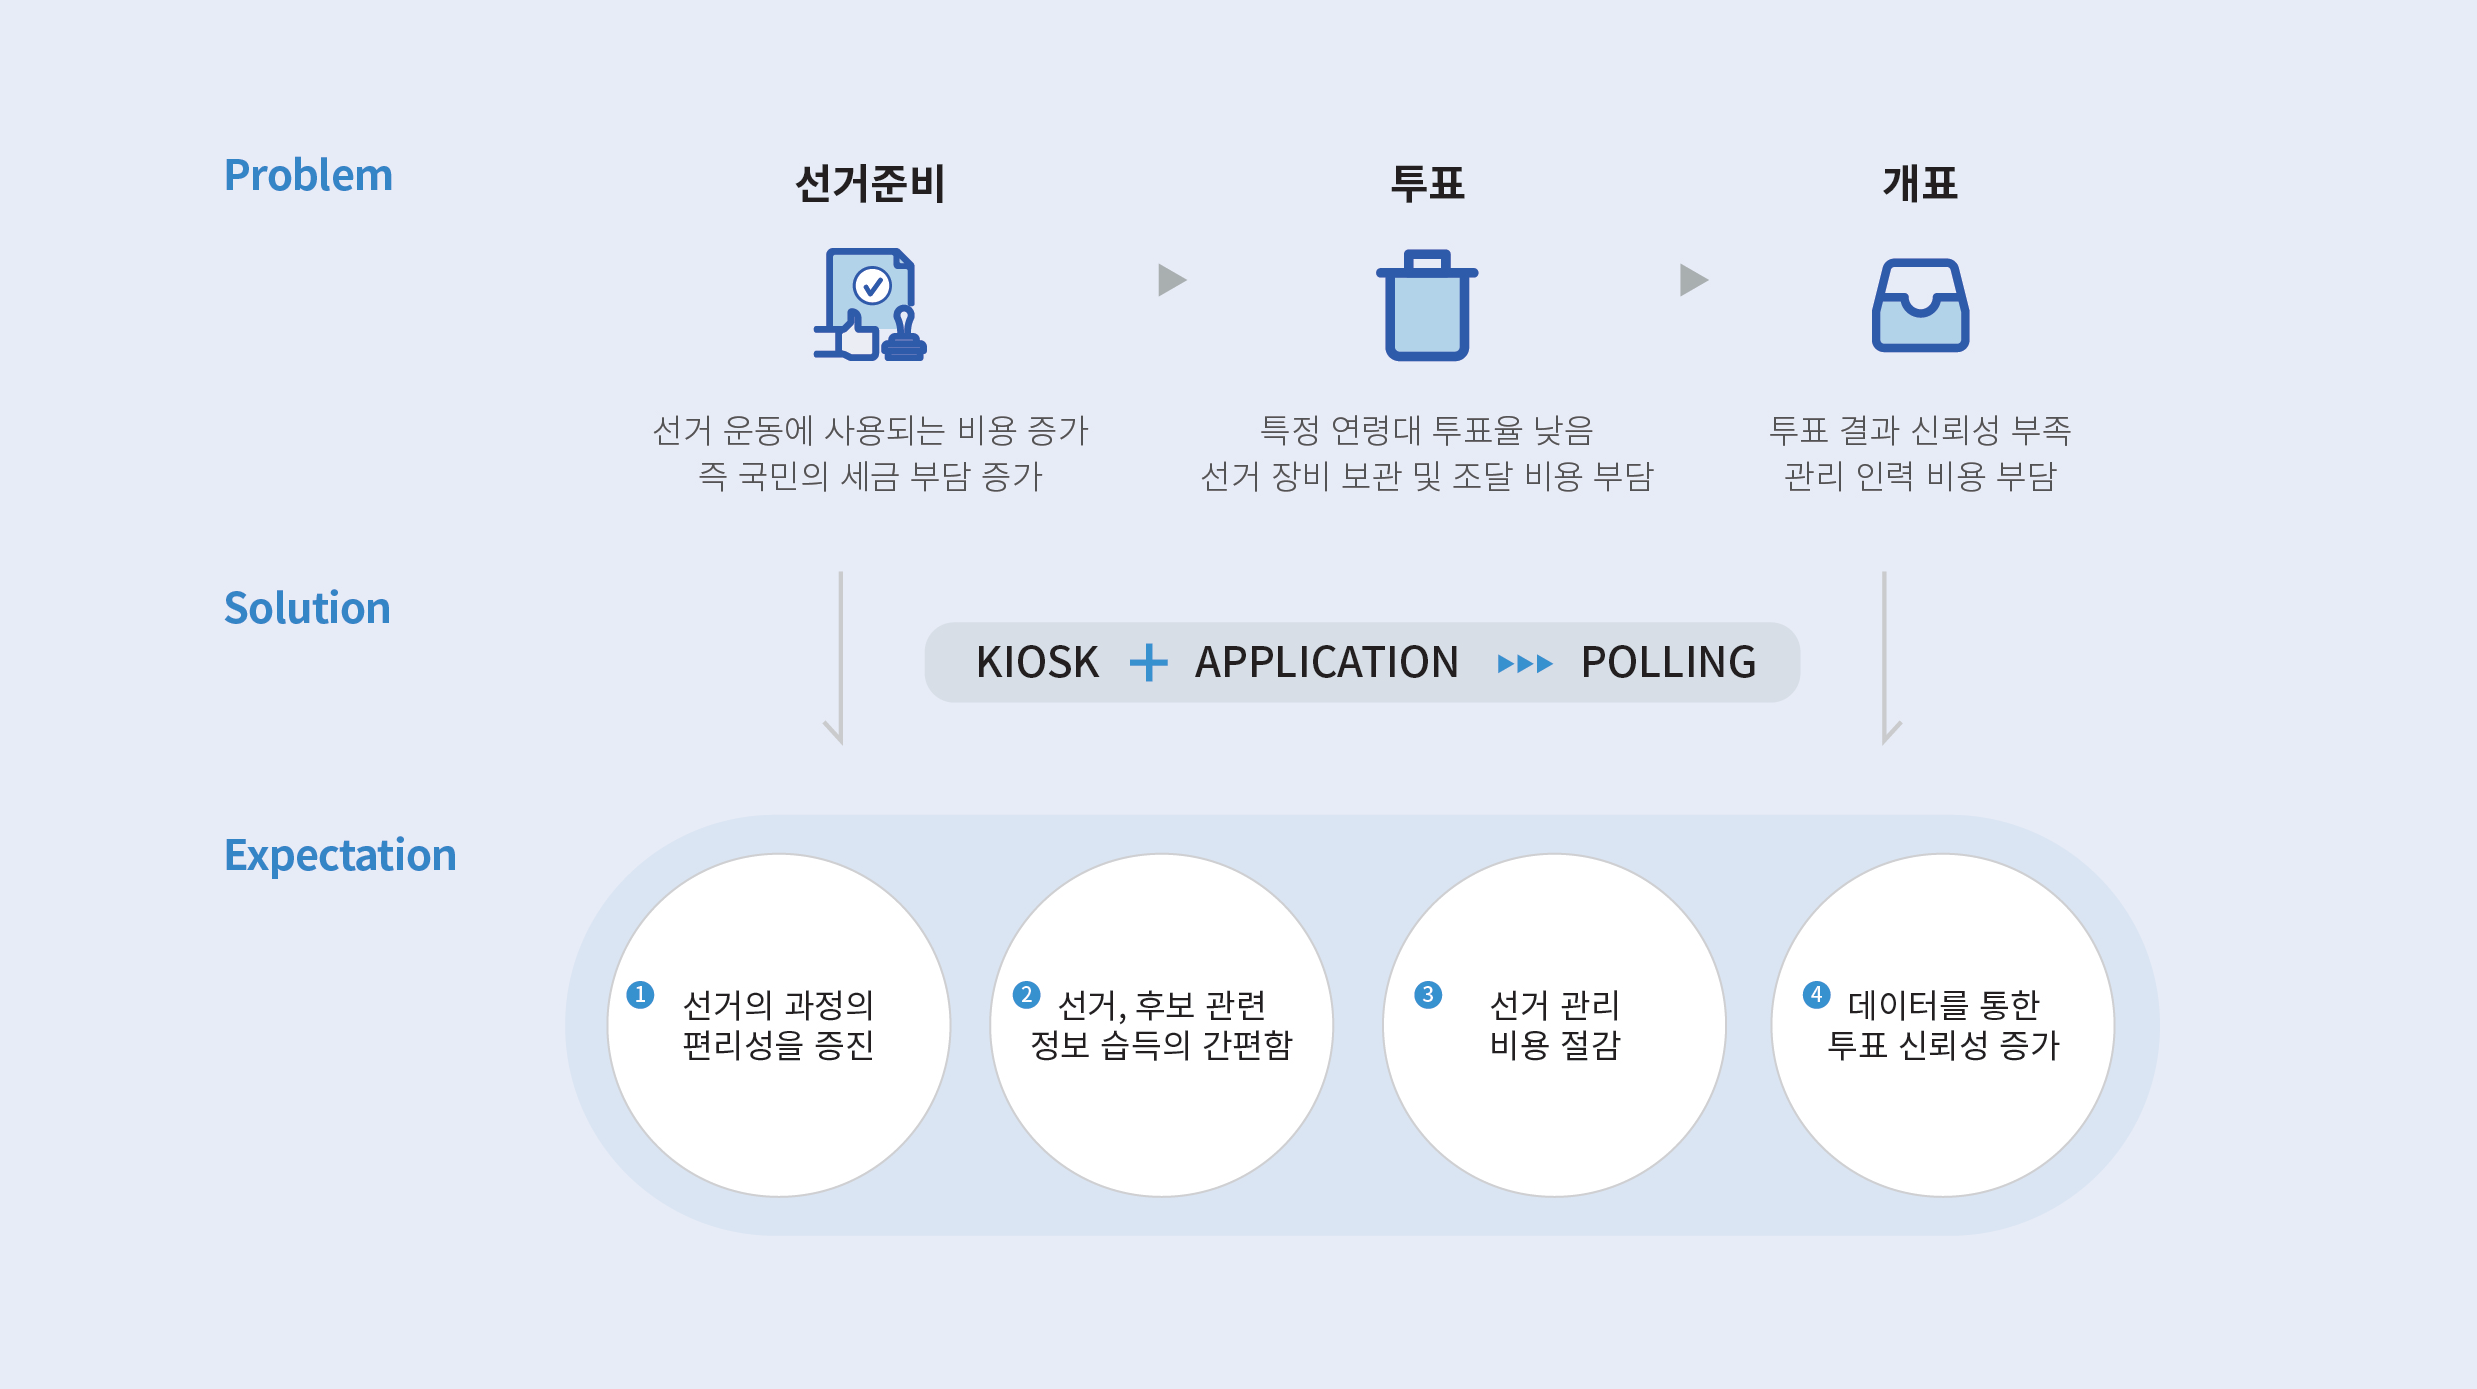 Problem
선거준비
투표
개표
선거 운동에 사용되는 비용 증가
즉 국민의 세금 부담 증가
특정 연령대 투표율 낮음
선거 장비 보관 및 조달 비용 부담
투표 결과 신뢰성 부족
관리 인력 비용 부담
Solution
KIOSK + APPLICATION ▶▶▶ POLLING
Expectation
1 선거의 과정의
편리성을 증진
2 선거, 후보 관련
정보 습득의 간편함
3 선거 관리
비용 절감
4 데이터를 통한
투표 신뢰성 증가